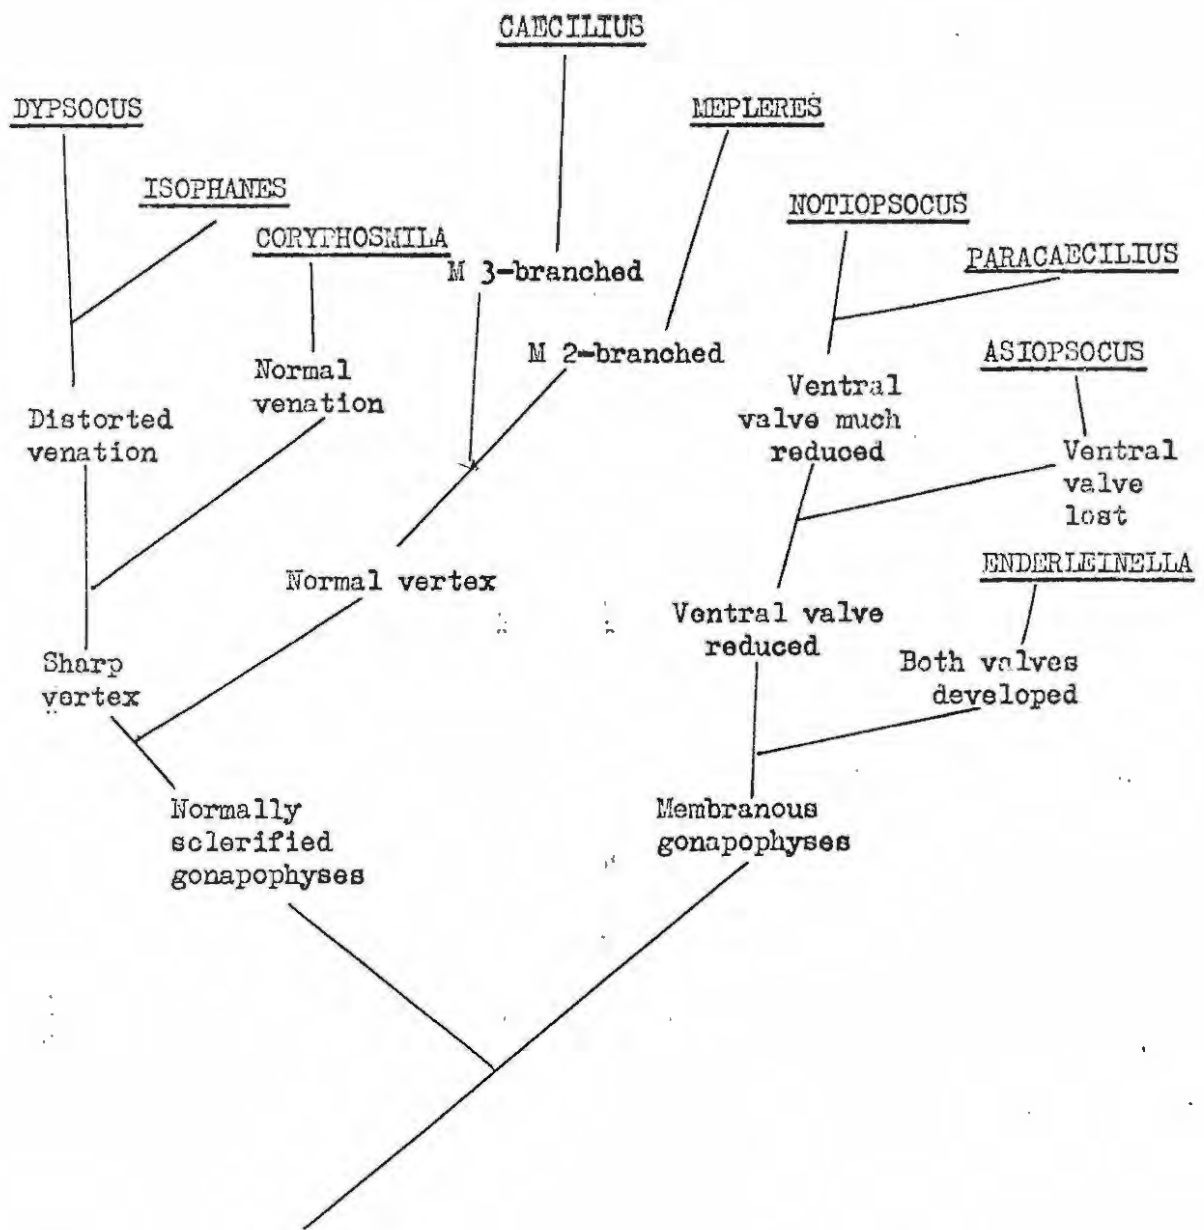 CAECILIUS
DYPSOCUS
MEPLERES
ISOPHANES
NOTIOPSOCUS
CORYPHOSMILA
PARACAECILIUS
M 3-branched
M 2-branched
ASIOPSOCUS
Normal
venation
Ventral
valve much
reduced
Distorted
venation
Ventral
valve
lost
ENDERLEINELLA
Normal vertex
Ventral valve
reduced
Sharp
vertex
Both valves
developed
Normally
sclerified
gonapophyses
Membranous
gonapophyses